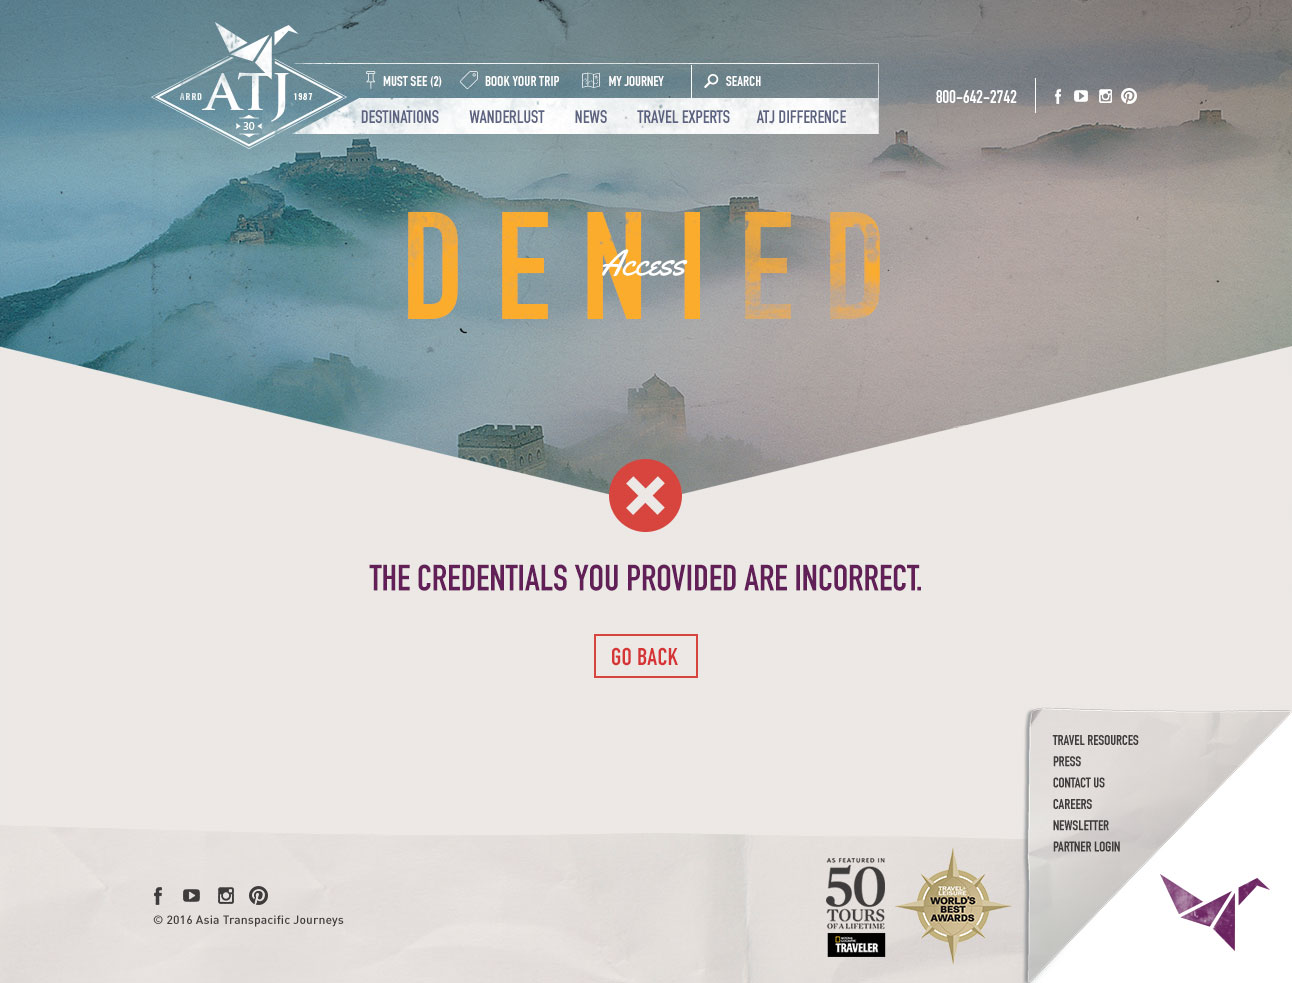 ARRD
ATJ
1987
30
MUST SEE (2)
BOOK YOUR TRIP
MY JOURNEY
SEARCH
800-642-2742
DESTINATIONS
WANDERLUST
NEWS
TRAVEL EXPERTS
ATJ DIFFERENCE
DENIED
Access
THE CREDENTIALS YOU PROVIDED ARE INCORRECT.
GO BACK
TRAVEL RESOURCES
PRESS
CONTACT US
CAREERS
NEWSLETTER
PARTNER LOGIN
© 2016 Asia Transpacific Journeys
AS FEATURED IN
50
TOURS
OF A LIFETIME
NATIONAL GEOGRAPHIC
TRAVELER
TRAVEL+
LEISURE
WORLD'S
BEST
AWARDS